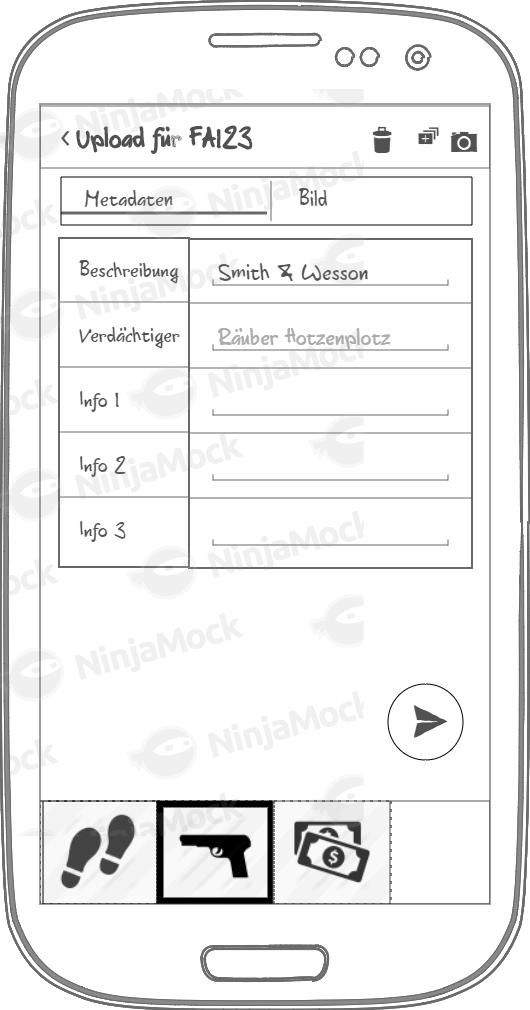 Upload für FA123
Metadaten
Bild
Beschreibung
Smith & Wesson
Verdächtiger
Räuber Hotzenplotz
Info 1
Info 2
Info 3
NinjaMock